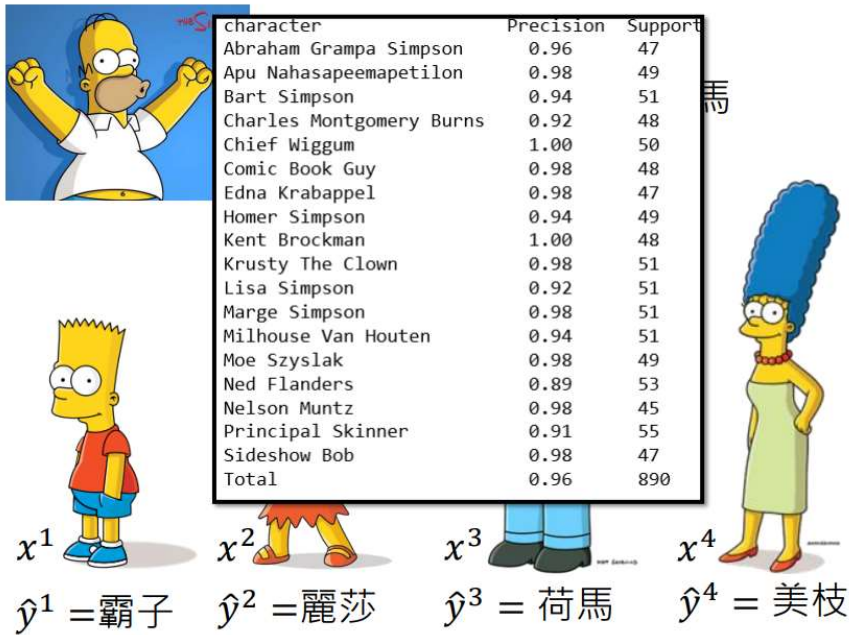 THE S
character Precision Support
Abraham Grampa Simpson 0.96 47
Apu Nahasapeemapetilon 0.98 49
Bart Simpson 0.94 51
Charles Montgomery Burns 0.92 48
Chief Wiggum 1.00 50
Comic Book Guy 0.98 48
Edna Krabappel 0.98 47
Homer Simpson 0.94 49
Kent Brockman 1.00 48
Krusty The Clown 0.98 51
Lisa Simpson 0.92 51
Marge Simpson 0.98 51
Milhouse Van Houten 0.94 51
Moe Szyslak 0.98 49
Ned Flanders 0.89 53
Nelson Muntz 0.98 45
Principal Skinner 0.91 55
Sideshow Bob 0.98 47
Total 0.96 890
馬
x¹ x² x³ x⁴
ŷ¹ =霸子 ŷ² =麗莎 ŷ³ = 荷馬 ŷ⁴ = 美枝